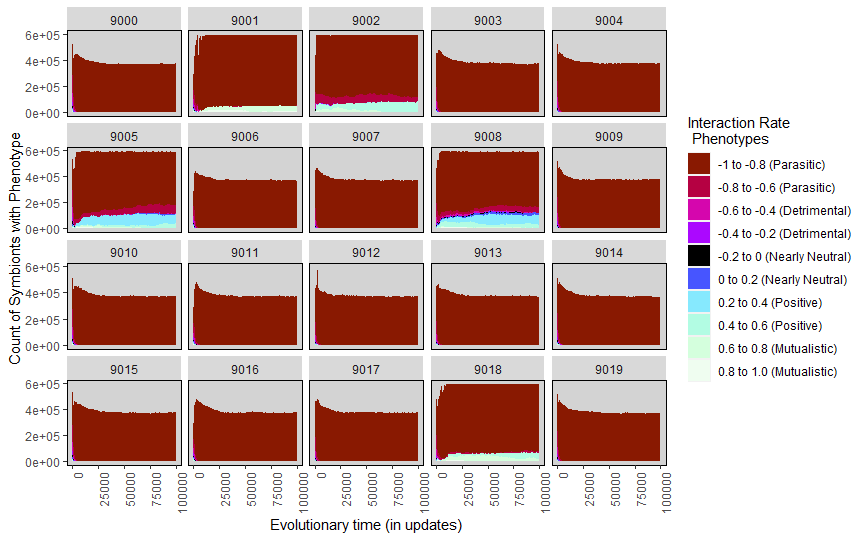 9000 9001 9002 9003 9004
6e+05
4e+05
2e+05
0e+00
9005 9006 9007 9008 9009
6e+05
4e+05
2e+05
0e+00
9010 9011 9012 9013 9014
6e+05
4e+05
2e+05
0e+00
9015 9016 9017 9018 9019
6e+05
4e+05
2e+05
0e+00
0 25000 50000 75000 100000 0 25000 50000 75000 100000 0 25000 50000 75000 100000 0 25000 50000 75000 100000 0 25000 50000 75000 100000
Evolutionary time (in updates)
Count of Symbionts with Phenotype
Interaction Rate
Phenotypes
-1 to -0.8 (Parasitic)
-0.8 to -0.6 (Parasitic)
-0.6 to -0.4 (Detrimental)
-0.4 to -0.2 (Detrimental)
-0.2 to 0 (Nearly Neutral)
0 to 0.2 (Nearly Neutral)
0.2 to 0.4 (Positive)
0.4 to 0.6 (Positive)
0.6 to 0.8 (Mutualistic)
0.8 to 1.0 (Mutualistic)